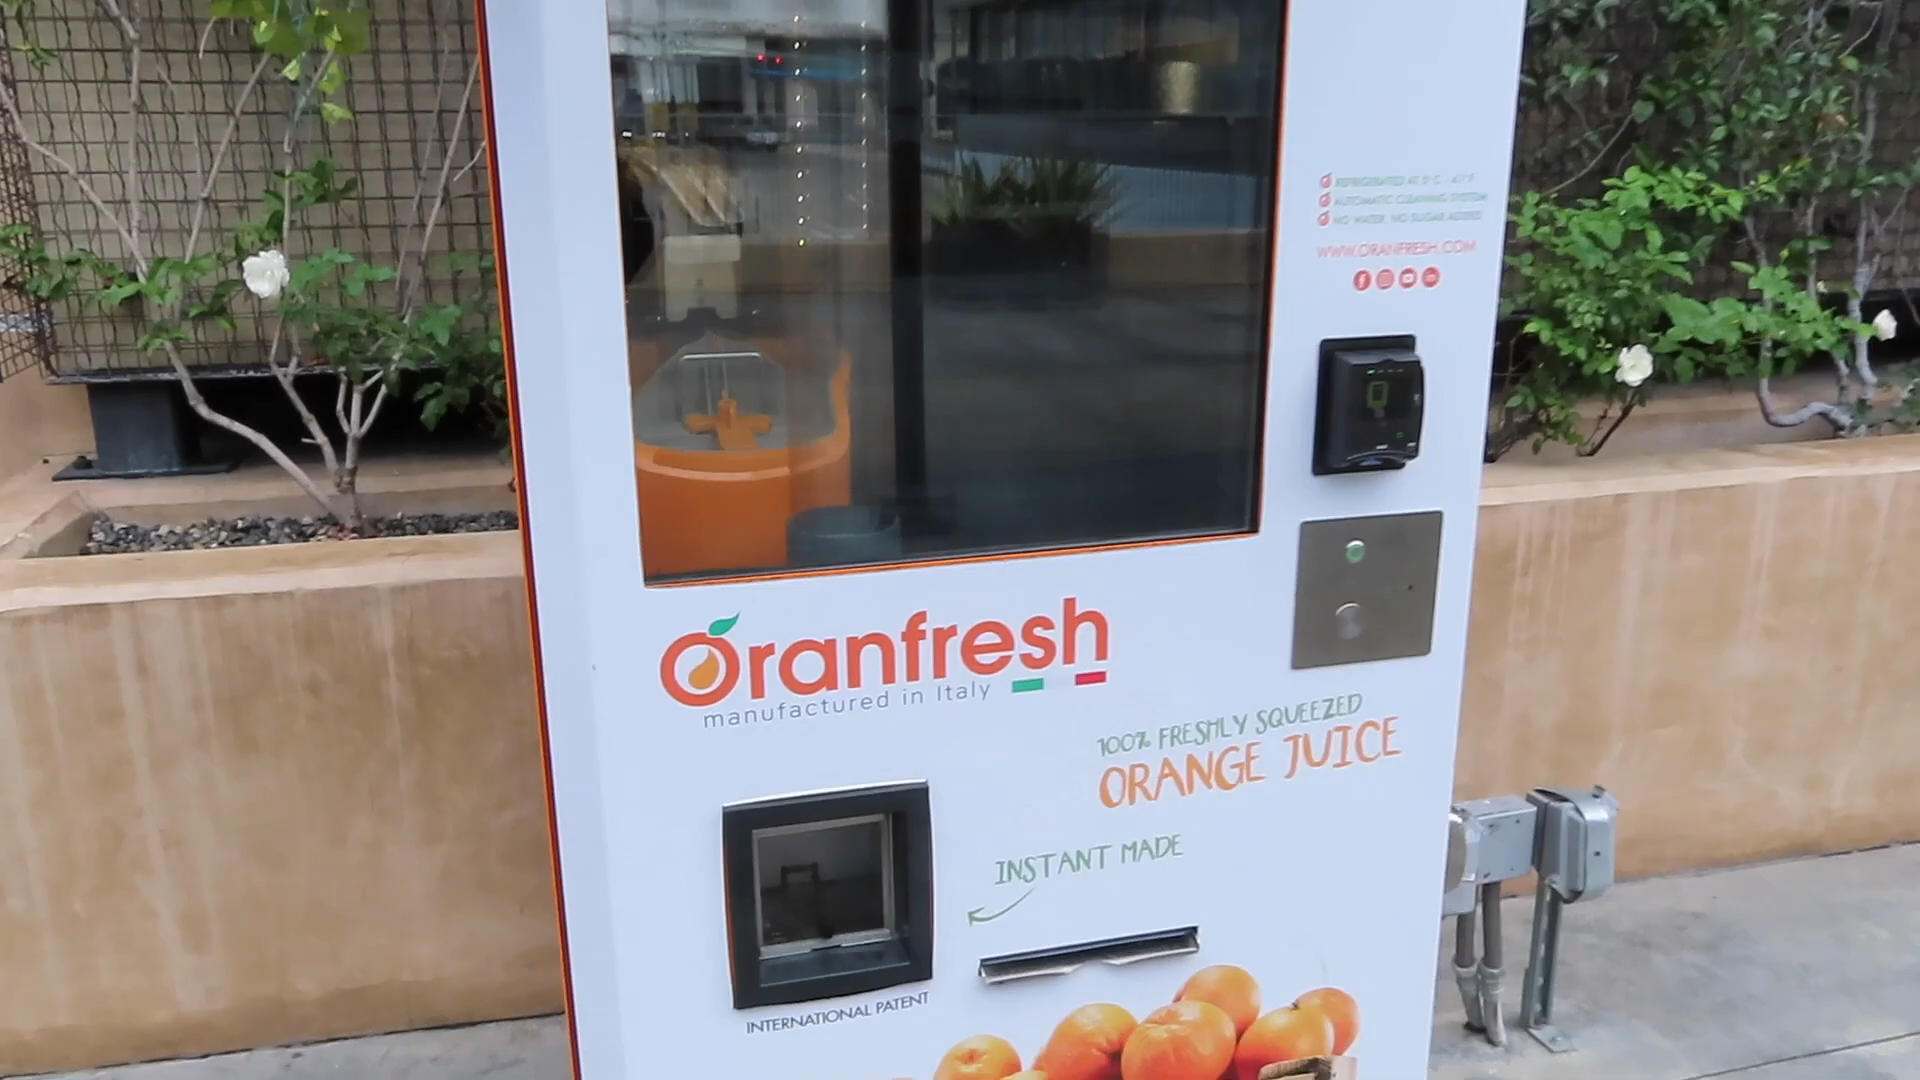 REFRIGERATED AT 5°C - 41°F
AUTOMATIC CLEANING SYSTEM
NO WATER NO SUGAR ADDED
WWW.ORANFRESH.COM
Oranfresh
manufactured in Italy
100% FRESHLY SQUEEZED
ORANGE JUICE
INSTANT MADE
INTERNATIONAL PATENT